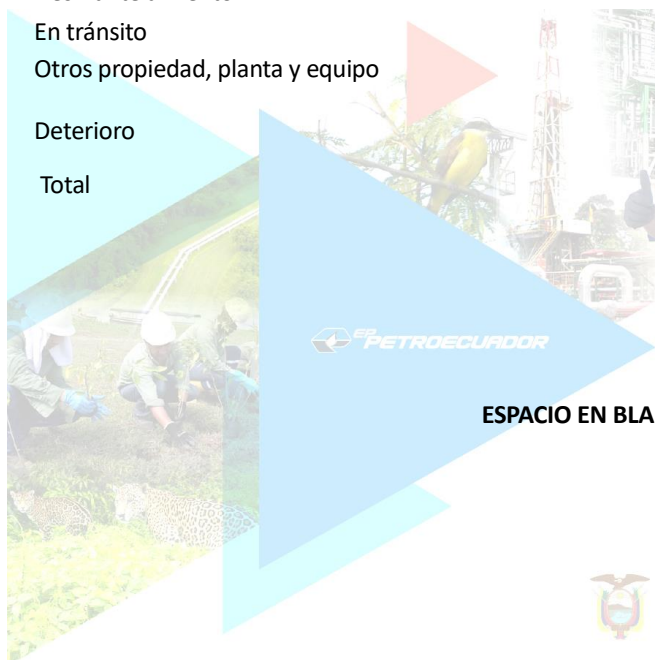 En tránsito
Otros propiedad, planta y equipo
Deterioro
Total
EP
PETROECUADOR
ESPACIO EN BLA